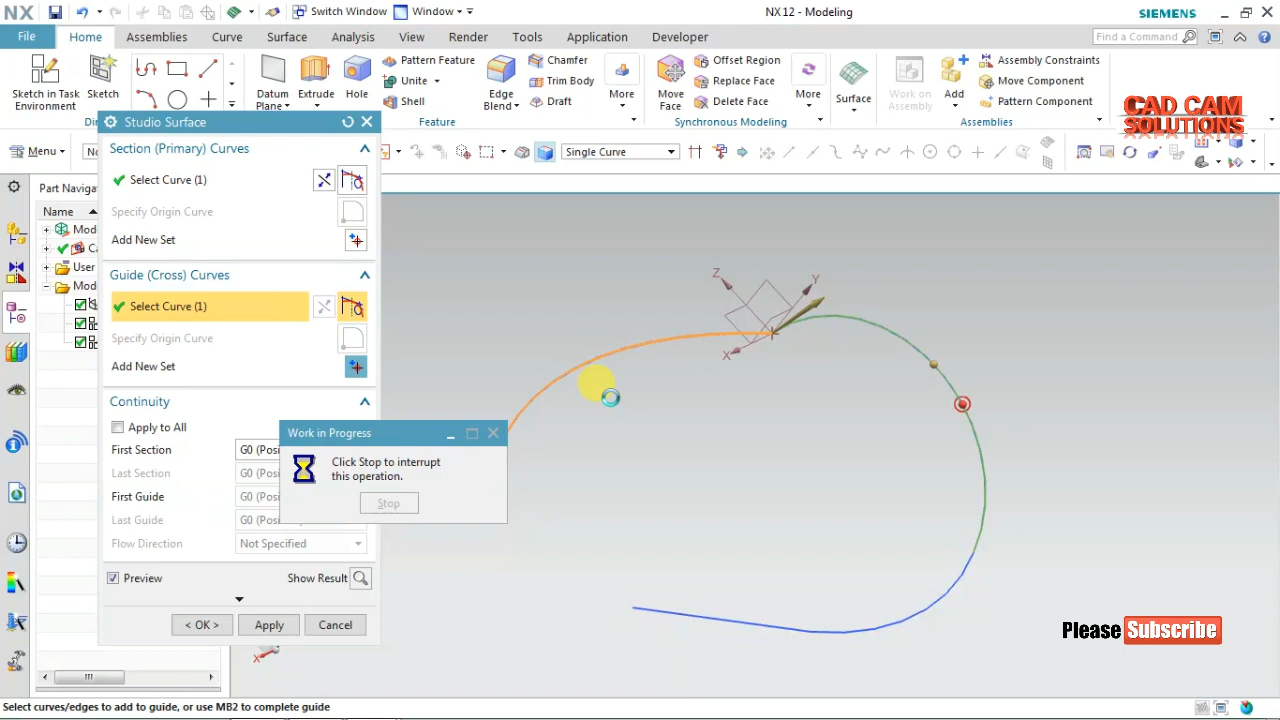 NX
Switch Window
Window
NX12 - Modeling
SIEMENS
File
Home
Assemblies
Curve
Surface
Analysis
View
Render
Tools
Application
Developer
Find a Command
Sketch in Task
Environment
Sketch
Datum
Plane
Extrude
Hole
Pattern Feature
Unite
Shell
Edge
Blend
Chamfer
Trim Body
Draft
More
Feature
Move
Face
Offset Region
Replace Face
Delete Face
More
Synchronous Modeling
Surface
Work on
Assembly
Add
Assembly Constraints
Move Component
Pattern Component
Assemblies
CAD CAM
SOLUTIONS
Menu
Single Curve
Studio Surface
Section (Primary) Curves
Select Curve (1)
Specify Origin Curve
Add New Set
Guide (Cross) Curves
Select Curve (1)
Specify Origin Curve
Add New Set
Continuity
Apply to All
First Section
G0 (Posi
Last Section
G0 (Posi
First Guide
G0 (Posi
Last Guide
G0 (Posi
Flow Direction
Not Specified
Preview
Show Result
< OK >
Apply
Cancel
Part Navig
Name
Mod
User
Mod
Work in Progress
Click Stop to interrupt
this operation.
Stop
Z
Y
X
X
Please Subscribe
Select curves/edges to add to guide, or use MB2 to complete guide